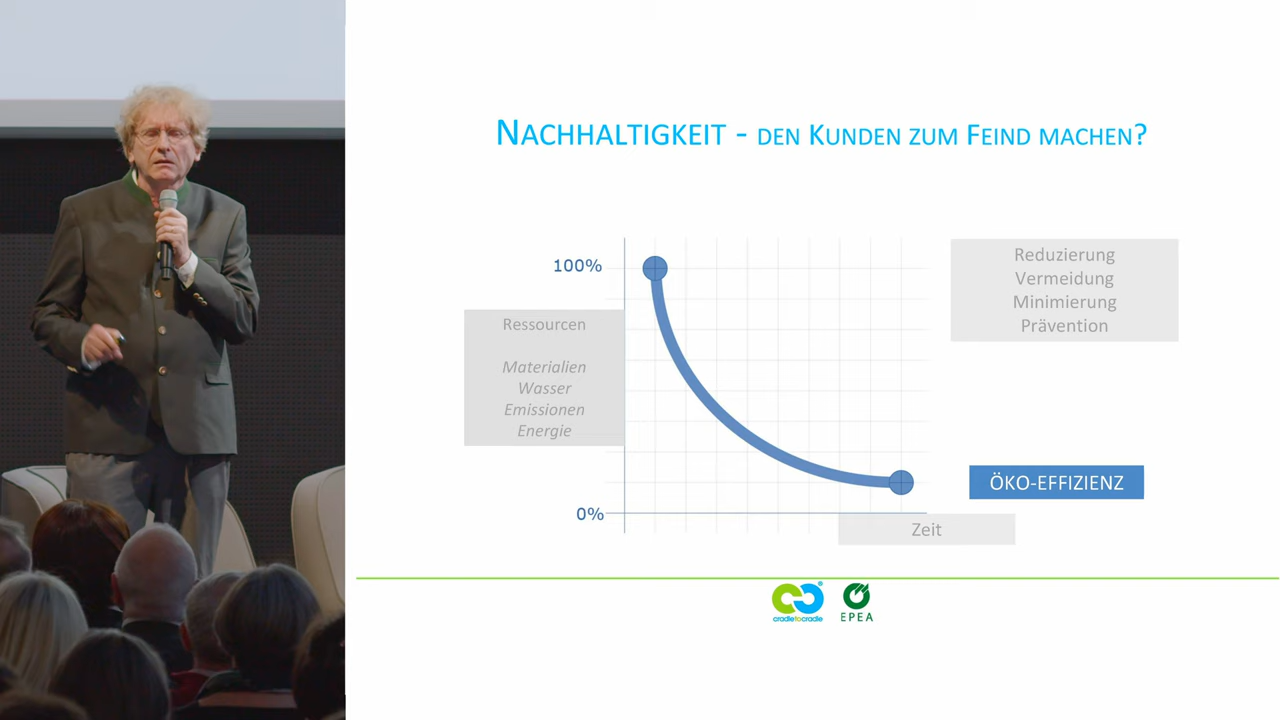 NACHHALTIGKEIT - DEN KUNDEN ZUM FEIND MACHEN?
100%
Ressourcen
Materialien
Wasser
Emissionen
Energie
0%
Reduzierung
Vermeidung
Minimierung
Prävention
ÖKO-EFFIZIENZ
Zeit
cradletocradle
®
EPEA